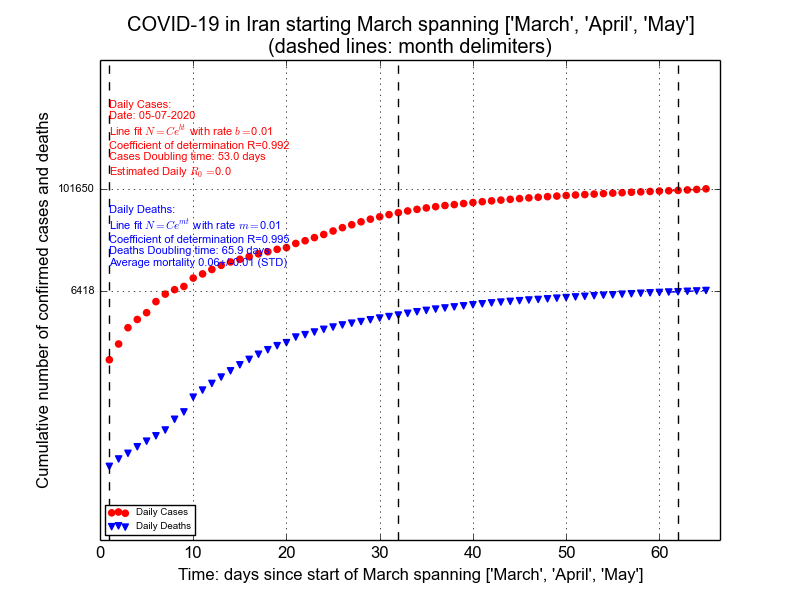 COVID-19 in Iran starting March spanning ['March', 'April', 'May']
(dashed lines: month delimiters)
Cumulative number of confirmed cases and deaths
101650
6418
Daily Cases:
Date: 05-07-2020
Line fit N = Ce^{bt} with rate b = 0.01
Coefficient of determination R=0.992
Cases Doubling time: 53.0 days
Estimated Daily R_0 = 0.0
Daily Deaths:
Line fit N = Ce^{mt} with rate m = 0.01
Coefficient of determination R=0.995
Deaths Doubling time: 65.9 days
Average mortality 0.06+/-0.01 (STD)
Daily Cases
Daily Deaths
0 10 20 30 40 50 60
Time: days since start of March spanning ['March', 'April', 'May']